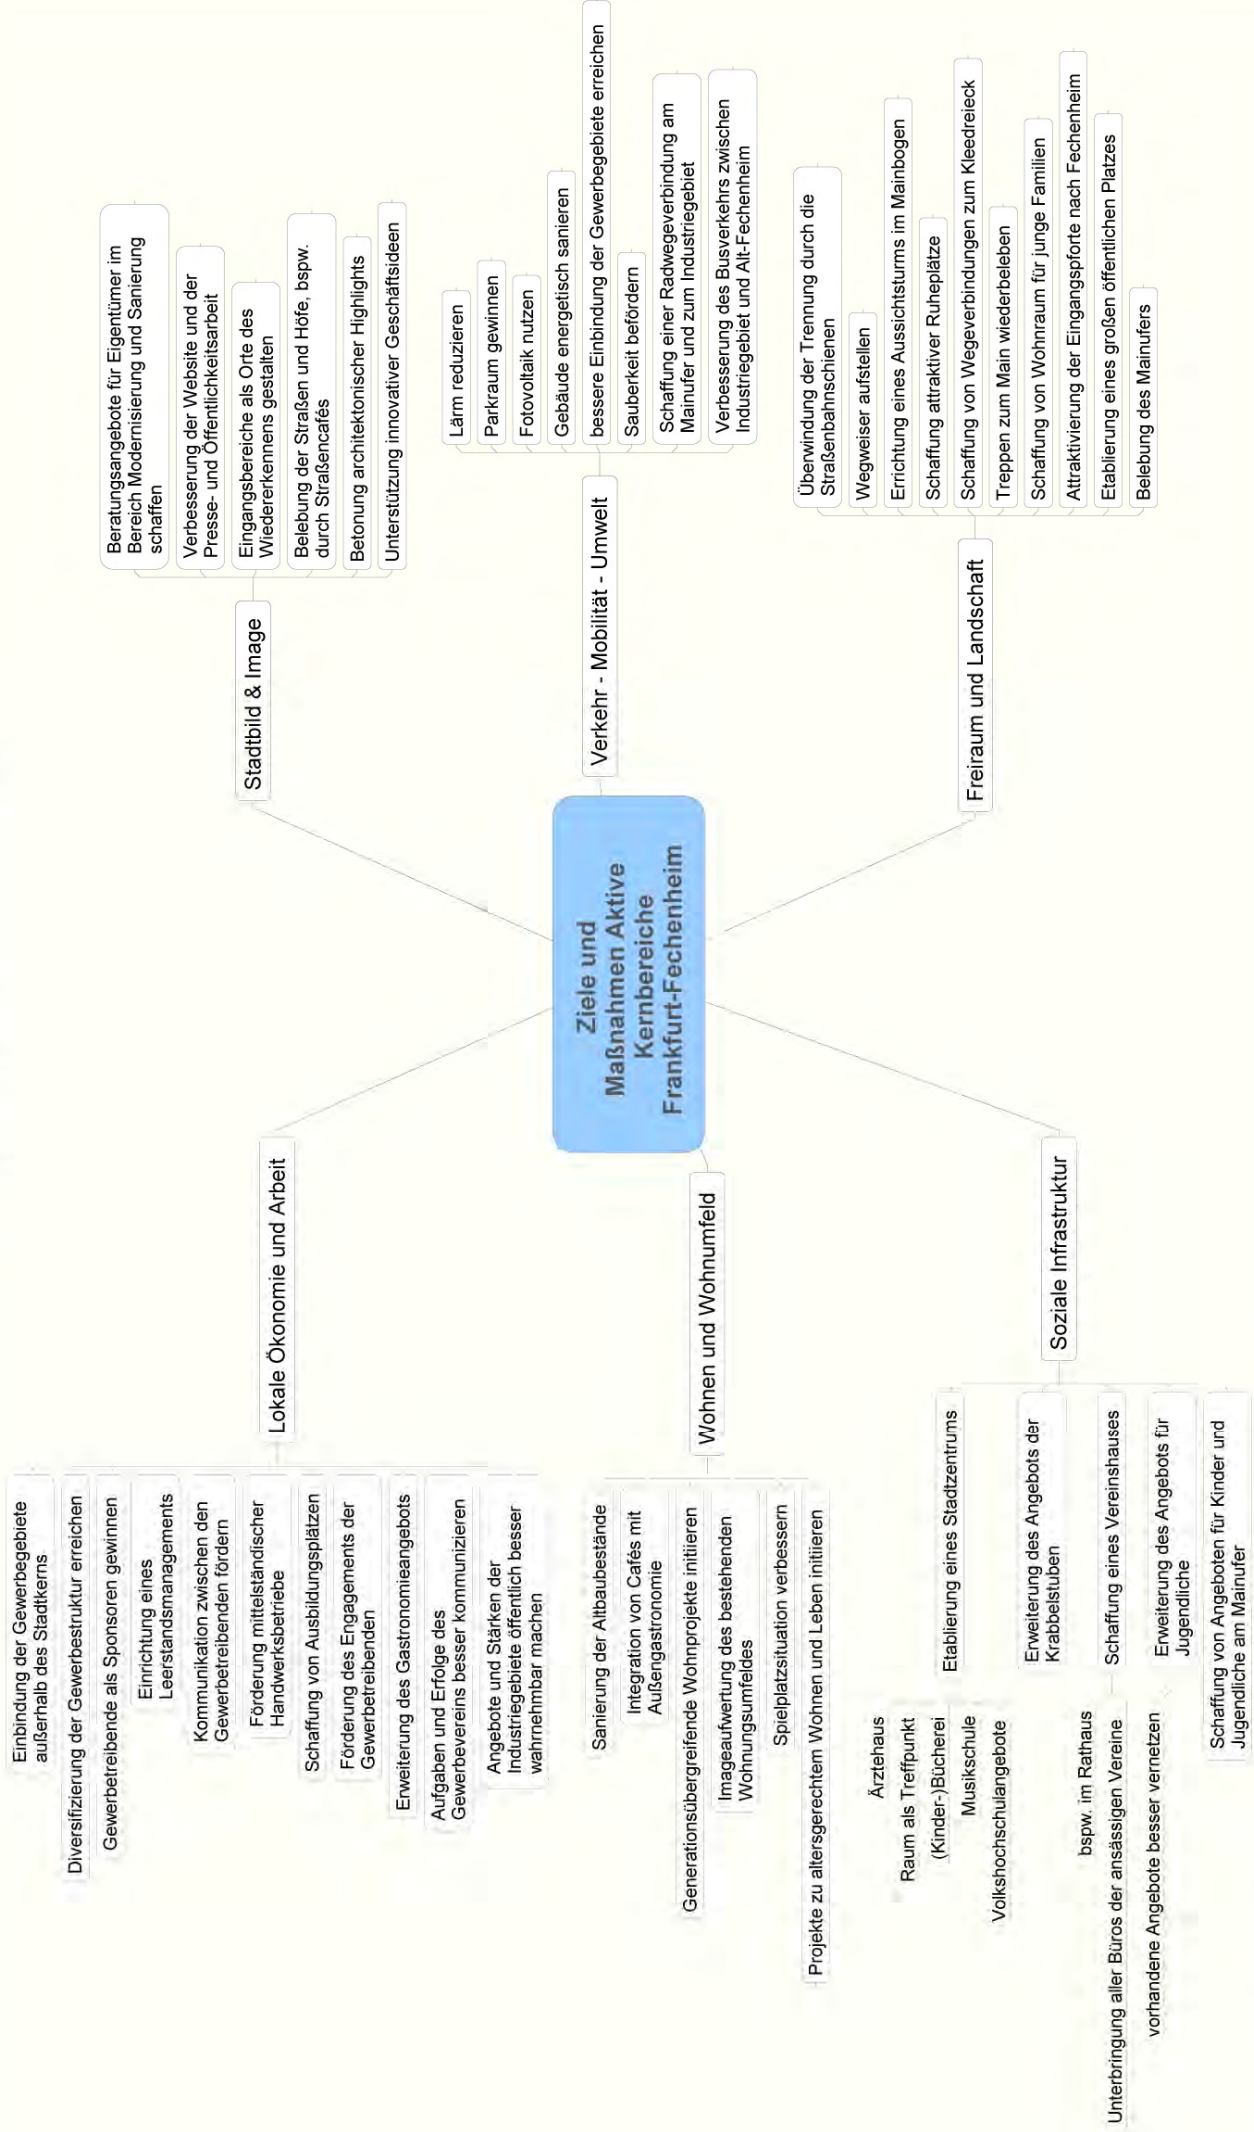 Ziele und
Maßnahmen Aktive
Kernbereiche
Frankfurt-Fechenheim
Lokale Ökonomie und Arbeit
Einbindung der Gewerbegebiete
außerhalb des Stadtkerns
Diversifizierung der Gewerbestruktur erreichen
Gewerbetreibende als Sponsoren gewinnen
Einrichtung eines
Leerstandsmanagements
Kommunikation zwischen den
Gewerbetreibenden fördern
Förderung mittelständischer
Handwerksbetriebe
Schaffung von Ausbildungsplätzen
Förderung des Engagements der
Gewerbetreibenden
Erweiterung des Gastronomieangebots
Aufgaben und Erfolge des
Gewerbevereins besser kommunizieren
Angebote und Stärken der
Industriegebiete öffentlich besser
wahrnehmbar machen
Wohnen und Wohnumfeld
Sanierung der Altbaubestände
Integration von Cafés mit
Außengastronomie
Generationsübergreifende Wohnprojekte initiieren
Imageaufwertung des bestehenden
Wohnungsumfeldes
Spielplatzsituation verbessern
Projekte zu altersgerechtem Wohnen und Leben initiieren
Soziale Infrastruktur
Etablierung eines Stadtzentrums
Ärztehaus
Raum als Treffpunkt
(Kinder-)Bücherei
Musikschule
Volkshochschulangebote
Erweiterung des Angebots der
Krabbelstuben
Schaffung eines Vereinshauses
bspw. im Rathaus
Unterbringung aller Büros der ansässigen Vereine
Erweiterung des Angebots für
Jugendliche
vorhandene Angebote besser vernetzen
Schaffung von Angeboten für Kinder und
Jugendliche am Mainufer
Stadtbild & Image
Beratungsangebote für Eigentümer im
Bereich Modernisierung und Sanierung
schaffen
Verbesserung der Website und der
Presse- und Öffentlichkeitsarbeit
Eingangsbereiche als Orte des
Wiedererkennens gestalten
Belebung der Straßen und Höfe, bspw.
durch Straßencafés
Betonung architektonischer Highlights
Unterstützung innovativer Geschäftsideen
Verkehr - Mobilität - Umwelt
Lärm reduzieren
Parkraum gewinnen
Fotovoltaik nutzen
Gebäude energetisch sanieren
bessere Einbindung der Gewerbegebiete erreichen
Sauberkeit befördern
Schaffung einer Radwegeverbindung am
Mainufer und zum Industriegebiet
Verbesserung des Busverkehrs zwischen
Industriegebiet und Alt-Fechenheim
Freiraum und Landschaft
Überwindung der Trennung durch die
Straßenbahnschienen
Wegweiser aufstellen
Errichtung eines Aussichtsturms im Mainbogen
Schaffung attraktiver Ruheplätze
Schaffung von Wegeverbindungen zum Kleedreieck
Treppen zum Main wiederbeleben
Schaffung von Wohnraum für junge Familien
Attraktivierung der Eingangspforte nach Fechenheim
Etablierung eines großen öffentlichen Platzes
Belebung des Mainufers